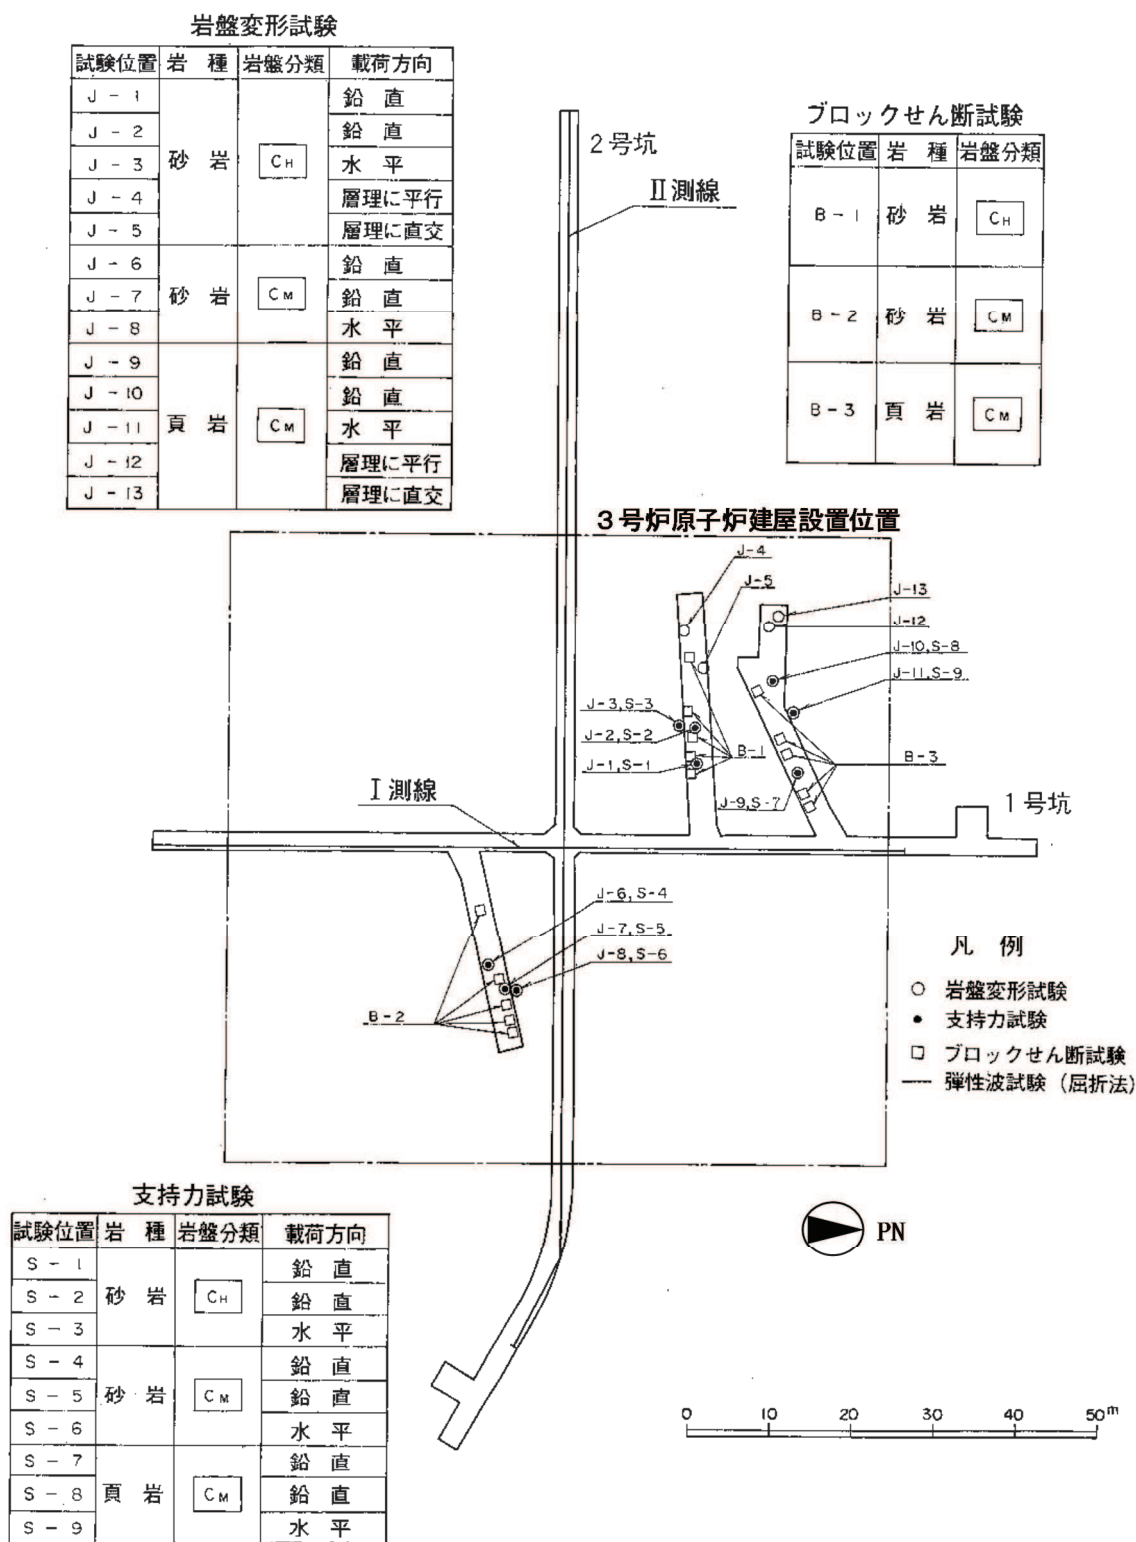 岩盤変形試験
試験位置 岩種 岩盤分類 載荷方向
J-1 砂岩 CH 鉛直
J-2 鉛直
J-3 水平
J-4 層理に平行
J-5 層理に直交
J-6 砂岩 CM 鉛直
J-7 鉛直
J-8 水平
J-9 頁岩 CM 鉛直
J-10 鉛直
J-11 水平
J-12 層理に平行
J-13 層理に直交
ブロックせん断試験
試験位置 岩種 岩盤分類
B-1 砂岩 CH
B-2 砂岩 CM
B-3 頁岩 CM
2号坑
Ⅱ測線
3号炉原子炉建屋設置位置
J-4
J-5
J-13
J-12
J-10,S-8
J-11,S-9
J-3,S-3
J-2,S-2
J-1,S-1
B-1
B-3
J-9,S-7
Ⅰ測線
1号坑
J-6,S-4
J-7,S-5
J-8,S-6
B-2
凡例
岩盤変形試験
支持力試験
ブロックせん断試験
弾性波試験(屈折法)
PN
支持力試験
試験位置 岩種 岩盤分類 載荷方向
S-1 砂岩 CH 鉛直
S-2 鉛直
S-3 水平
S-4 砂岩 CM 鉛直
S-5 鉛直
S-6 水平
S-7 頁岩 CM 鉛直
S-8 鉛直
S-9 水平
0 10 20 30 40 50m